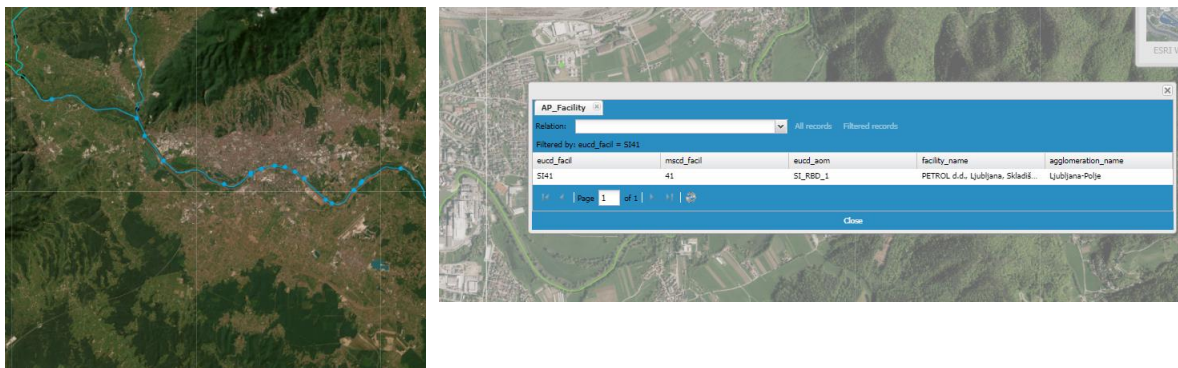 ESRI
AP_Facility
Relation: All records Filtered records
Filtered by: eucd_facil = SI41
eucd_facil mscd_facil eucd_aom facility_name agglomeration_name
SI41 41 SI_RBD_1 PETROL d.d., Ljubljana, Skladiš... Ljubljana-Polje
Page 1 of 1
Close